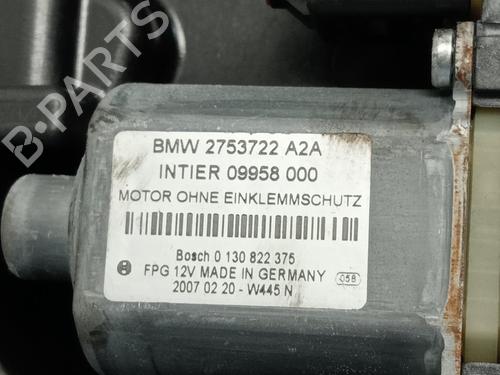 B-PARTS
BMW 2753722 A2A
INTIER 09958 000
MOTOR OHNE EINKLEMMSCHUTZ
Bosch 0 130 822 375
FPG 12V MADE IN GERMANY
058
2007 02 20 - W445 N